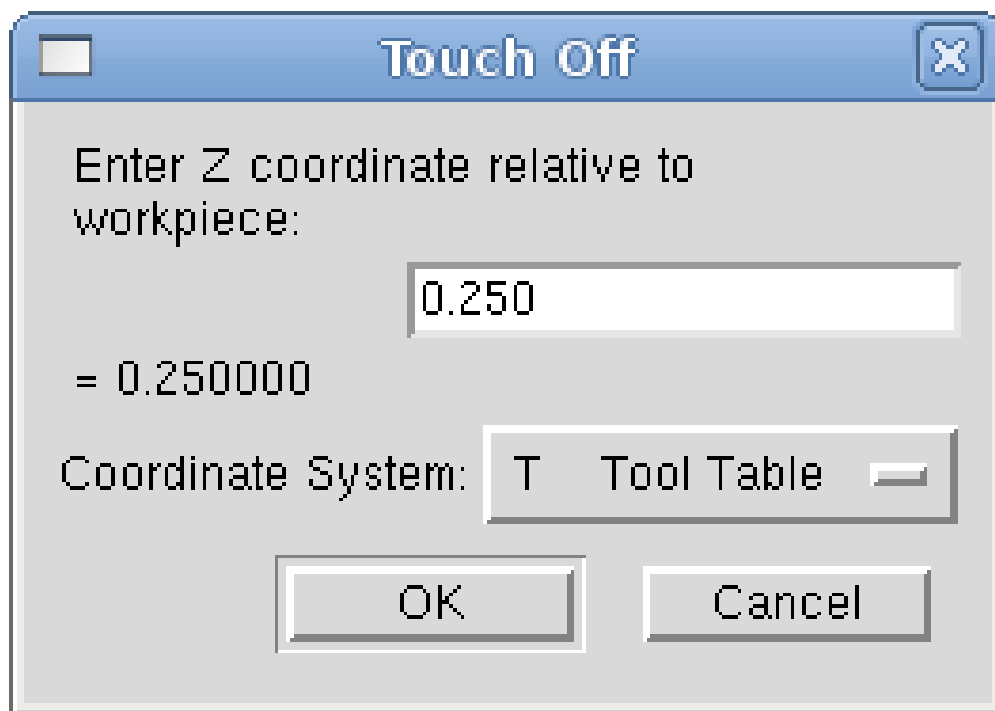 Touch Off
Enter Z coordinate relative to
workpiece:
0.250
= 0.250000
Coordinate System: T Tool Table
OK Cancel